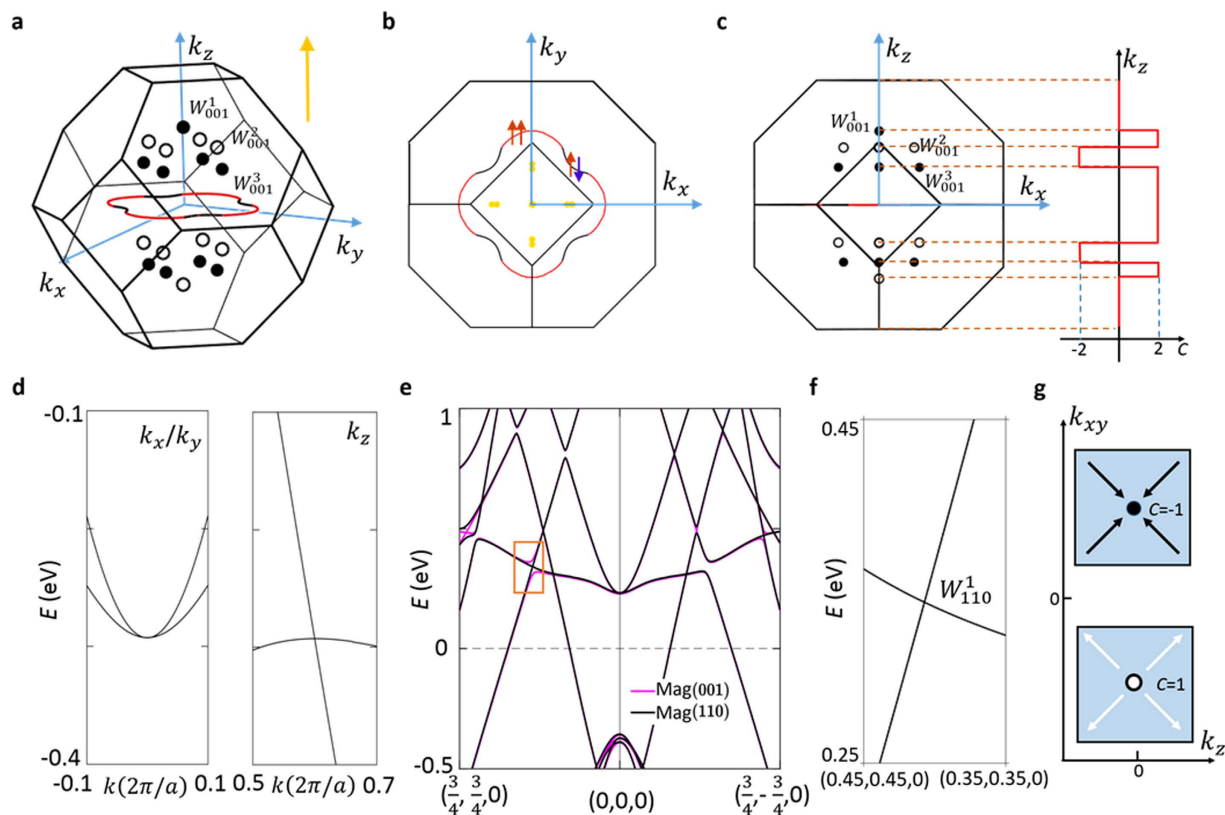 a
k_z
W^1_{001}
W^2_{001}
W^3_{001}
k_x
k_y
b
k_y
k_x
c
k_z
k_z
W^1_{001}
W^2_{001}
W^3_{001}
k_x
-2
2
C
d
-0.1
k_x/k_y
k_z
E (eV)
-0.4
-0.1
k(2π/a)
0.1
0.5
k(2π/a)
0.7
e
1
E (eV)
0
Mag(001)
Mag(110)
-0.5
(3/4, 3/4,0)
(0,0,0)
(3/4,-3/4,0)
f
0.45
E (eV)
W^1_{110}
0.25
(0.45,0.45,0)
(0.35,0.35,0)
g
k_{xy}
C=-1
0
C=1
k_z
0